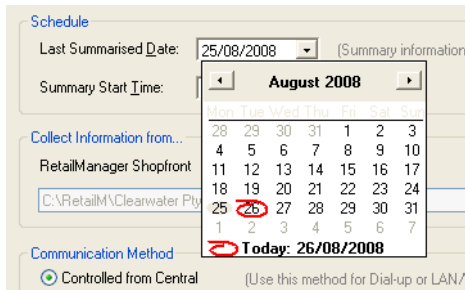 Schedule
Last Summarised Date: 25/08/2008 (Summary information
August 2008
Summary Start Time:
Mon Tue Wed Thu Fri Sat Sun
28 29 30 31 1 2 3
Collect Information from...
4 5 6 7 8 9 10
RetailManager Shopfront
11 12 13 14 15 16 17
18 19 20 21 22 23 24
C:\RetailM\Clearwater Pty
25 26 27 28 29 30 31
1 2 3 4 5 6 7
Today: 26/08/2008
Communication Method
Controlled from Central (Use this method for Dial-up or LAN/